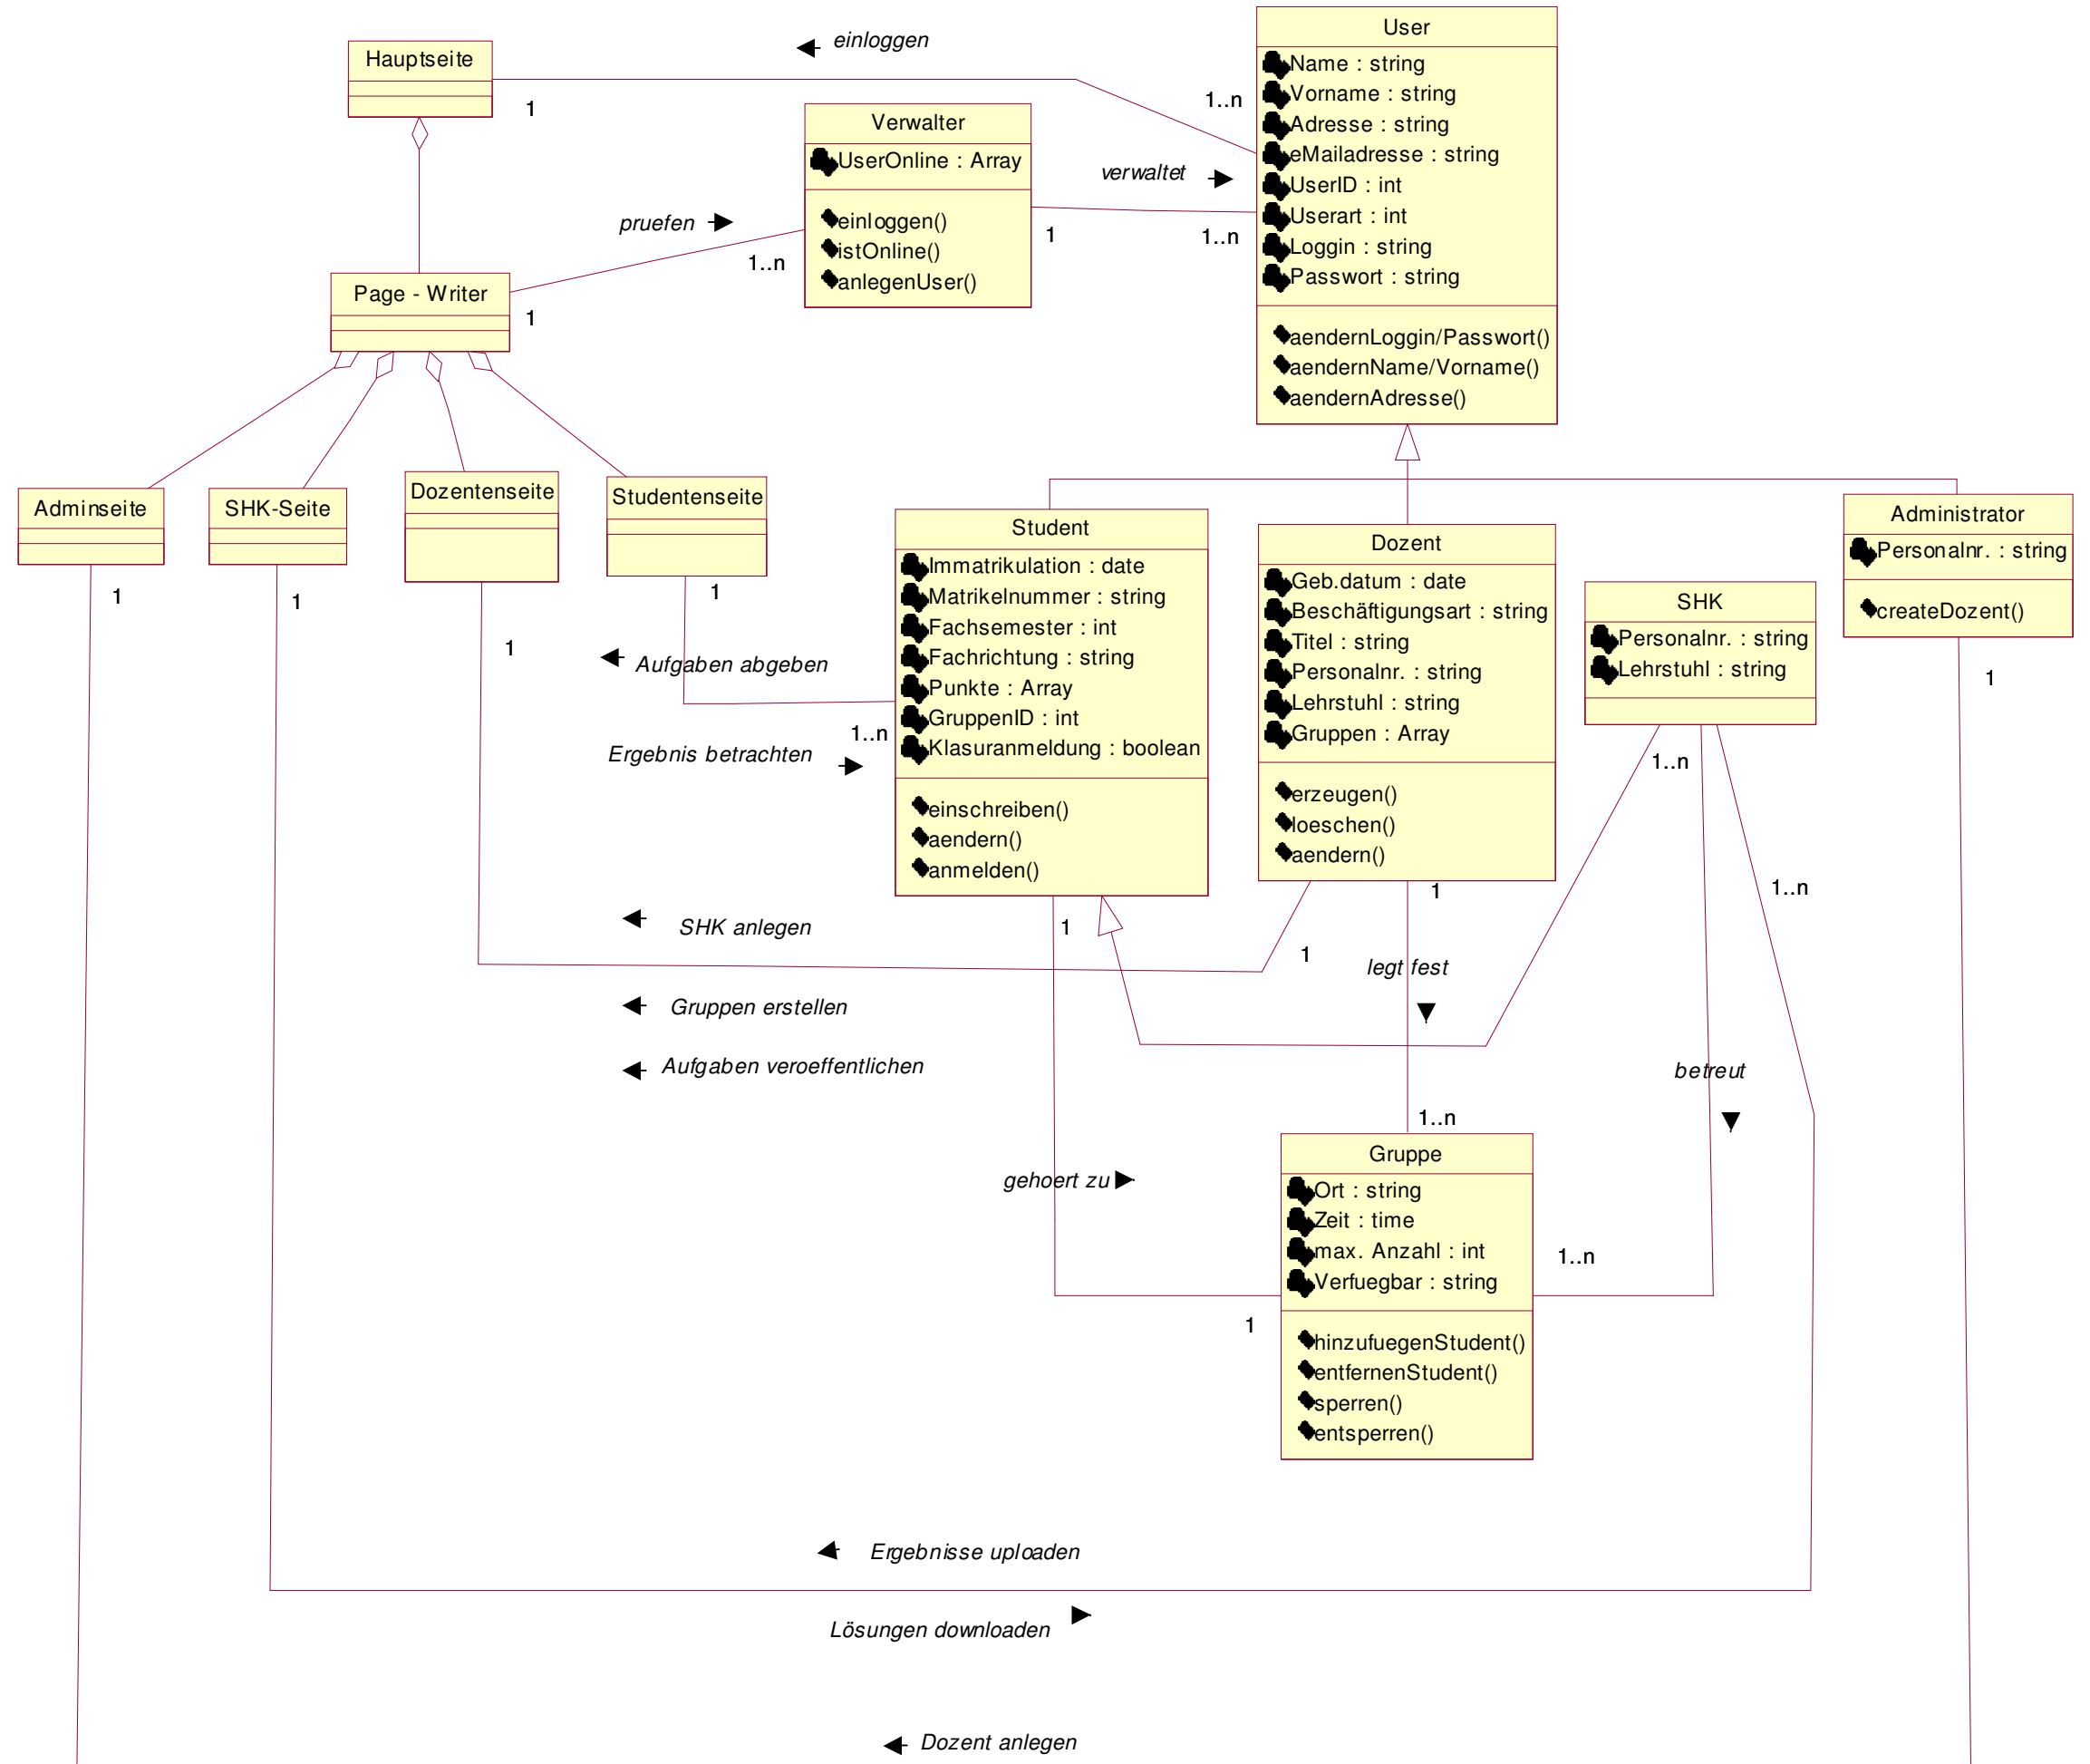 User
Name : string
Vorname : string
Adresse : string
eMailadresse : string
UserID : int
Userart : int
Loggin : string
Passwort : string
aendernLoggin/Passwort()
aendernName/Vorname()
aendernAdresse()
Hauptseite
einloggen
1
1..n
Verwalter
UserOnline : Array
einloggen()
istOnline()
anlegenUser()
verwaltet
1
1..n
pruefen
1..n
1
Page - Writer
Adminseite
1
SHK-Seite
1
Dozentenseite
1
Studentenseite
1
Aufgaben abgeben
1..n
Ergebnis betrachten
Student
Immatrikulation : date
Matrikelnummer : string
Fachsemester : int
Fachrichtung : string
Punkte : Array
GruppenID : int
Klasuranmeldung : boolean
einschreiben()
aendern()
anmelden()
Dozent
Geb.datum : date
Beschäftigungsart : string
Titel : string
Personalnr. : string
Lehrstuhl : string
Gruppen : Array
erzeugen()
loeschen()
aendern()
SHK
Personalnr. : string
Lehrstuhl : string
Administrator
Personalnr. : string
createDozent()
1
1..n
1..n
1
1
1
SHK anlegen
legt fest
Gruppen erstellen
Aufgaben veroeffentlichen
betreut
1..n
gehoert zu
Gruppe
Ort : string
Zeit : time
max. Anzahl : int
Verfuegbar : string
hinzufuegenStudent()
entfernenStudent()
sperren()
entsperren()
1..n
1
Ergebnisse uploaden
Lösungen downloaden
Dozent anlegen